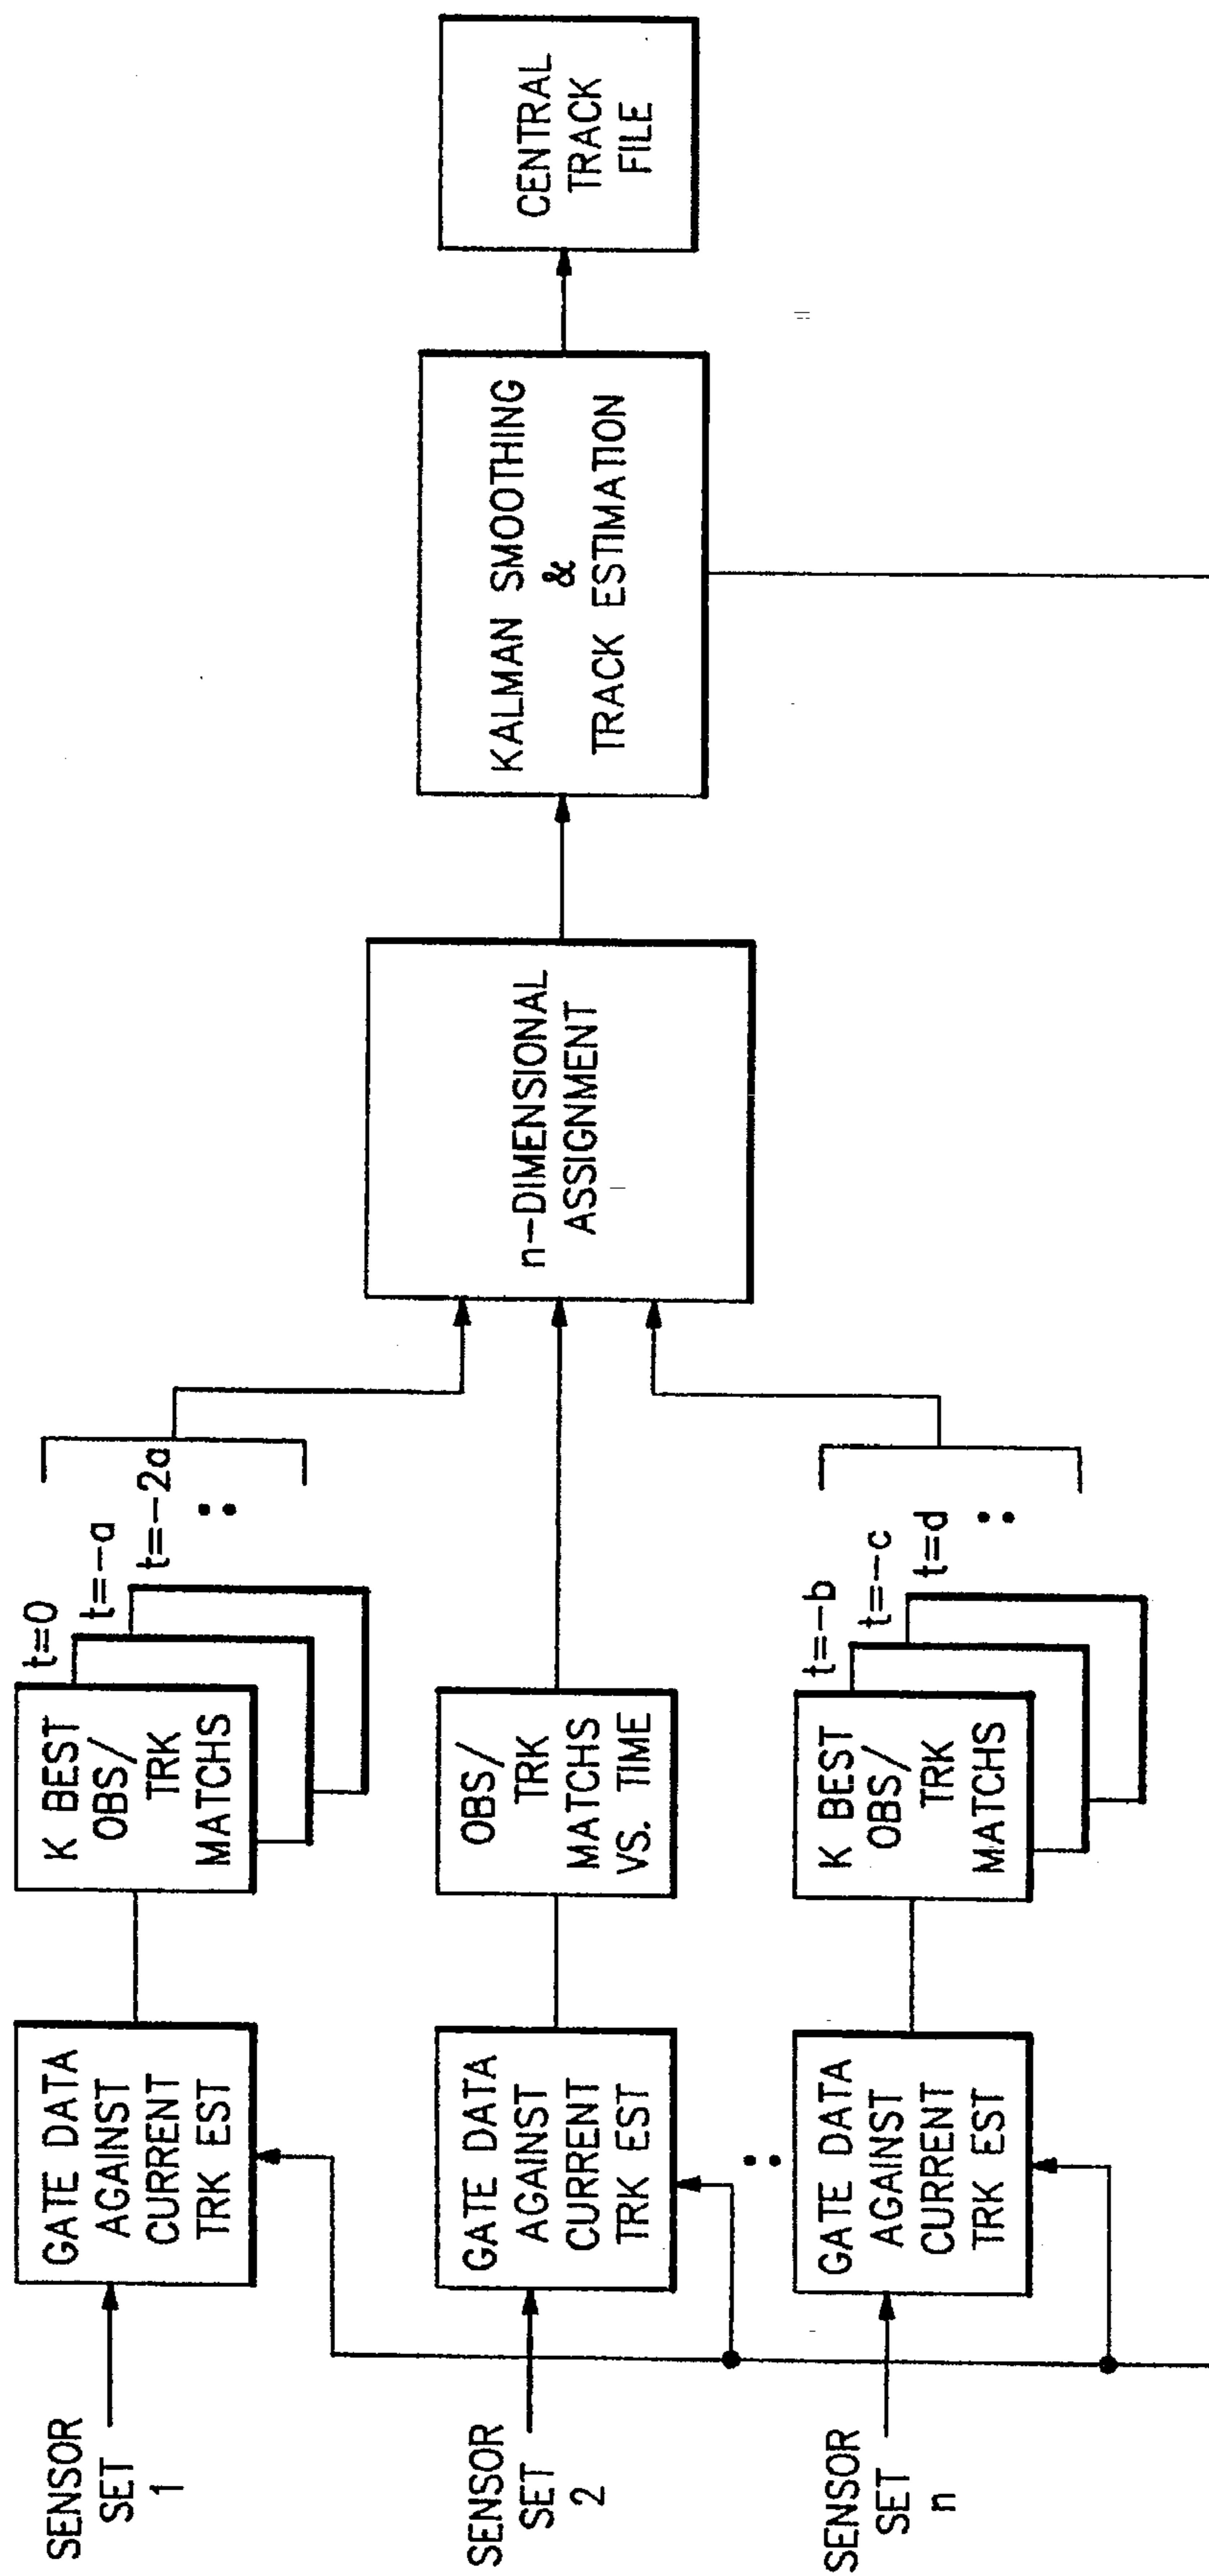 SENSOR
SET
1
GATE DATA
AGAINST
CURRENT
TRK EST
K BEST
OBS/
TRK
MATCHS
t=0
t=-a
t=-2a
:
SENSOR
SET
2
GATE DATA
AGAINST
CURRENT
TRK EST
OBS/
TRK
MATCHS
VS. TIME
:
SENSOR
SET
n
GATE DATA
AGAINST
CURRENT
TRK EST
K BEST
OBS/
TRK
MATCHS
t=-b
t=-c
t=d
:
n-DIMENSIONAL
ASSIGNMENT
KALMAN SMOOTHING
&
TRACK ESTIMATION
CENTRAL
TRACK
FILE